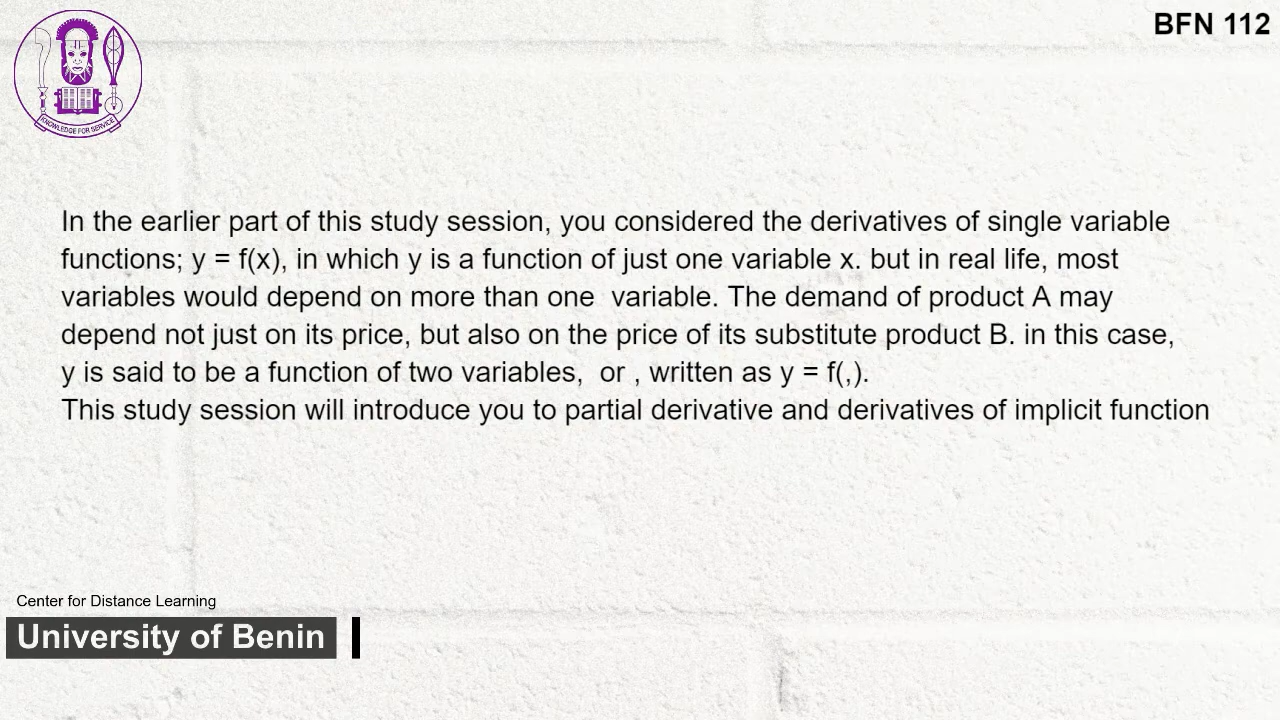 BFN 112
KNOWLEDGE FOR SERVICE
In the earlier part of this study session, you considered the derivatives of single variable
functions; y = f(x), in which y is a function of just one variable x. but in real life, most
variables would depend on more than one  variable. The demand of product A may
depend not just on its price, but also on the price of its substitute product B. in this case,
y is said to be a function of two variables,  or , written as y = f(,).
This study session will introduce you to partial derivative and derivatives of implicit function
Center for Distance Learning
University of Benin